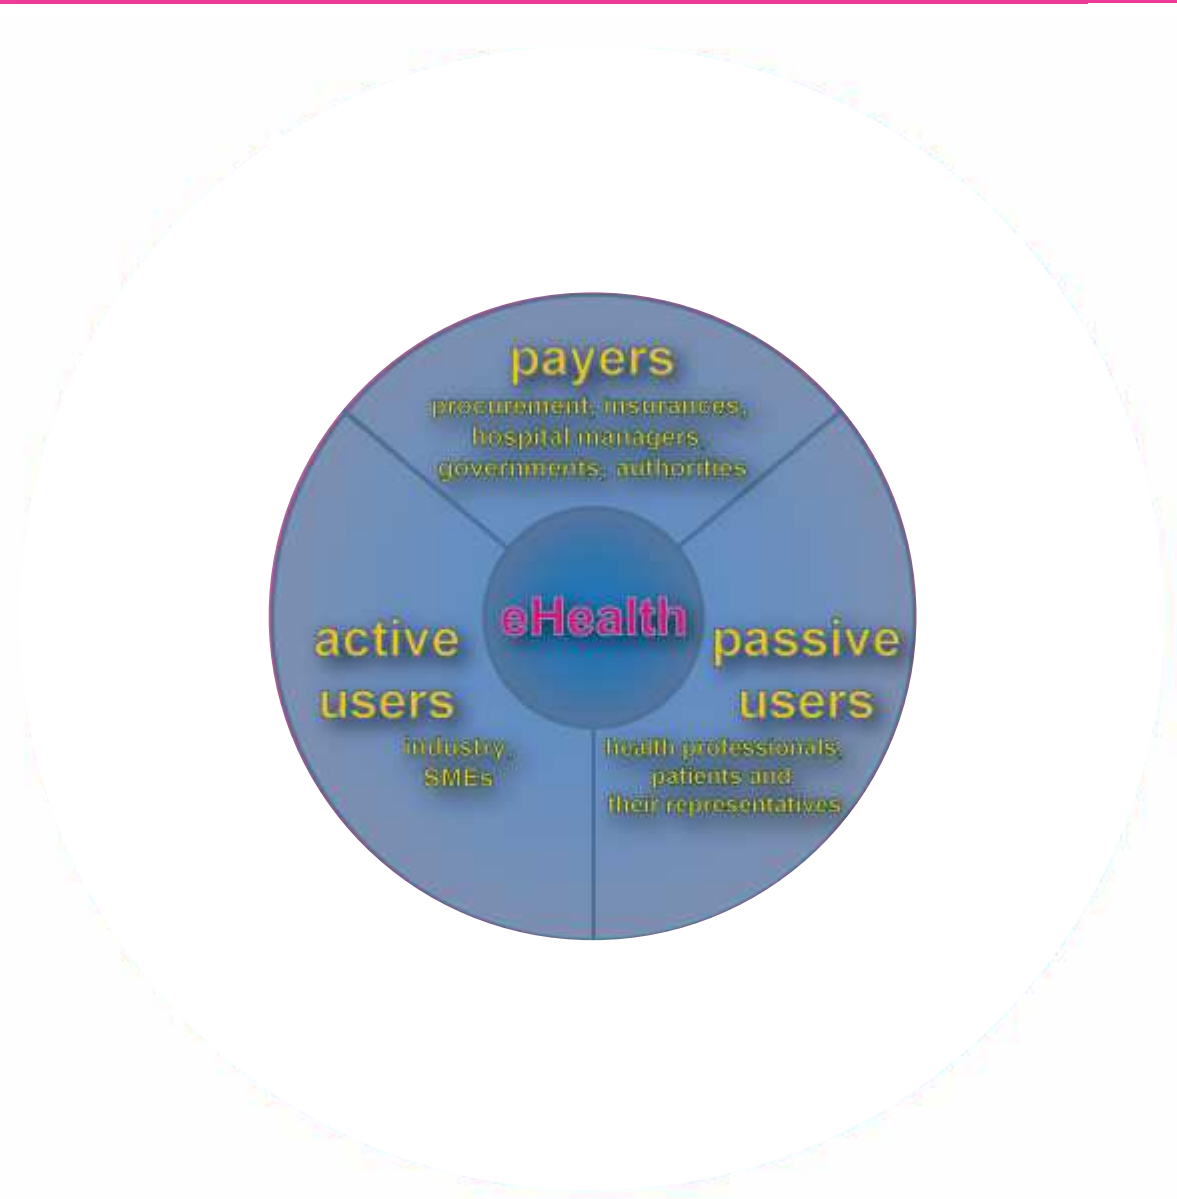 payers
procurement, insurances,
hospital managers
governments, authorities
eHealth
active
users
industry,
SMEs
passive
users
health professionals,
patients and
their representatives